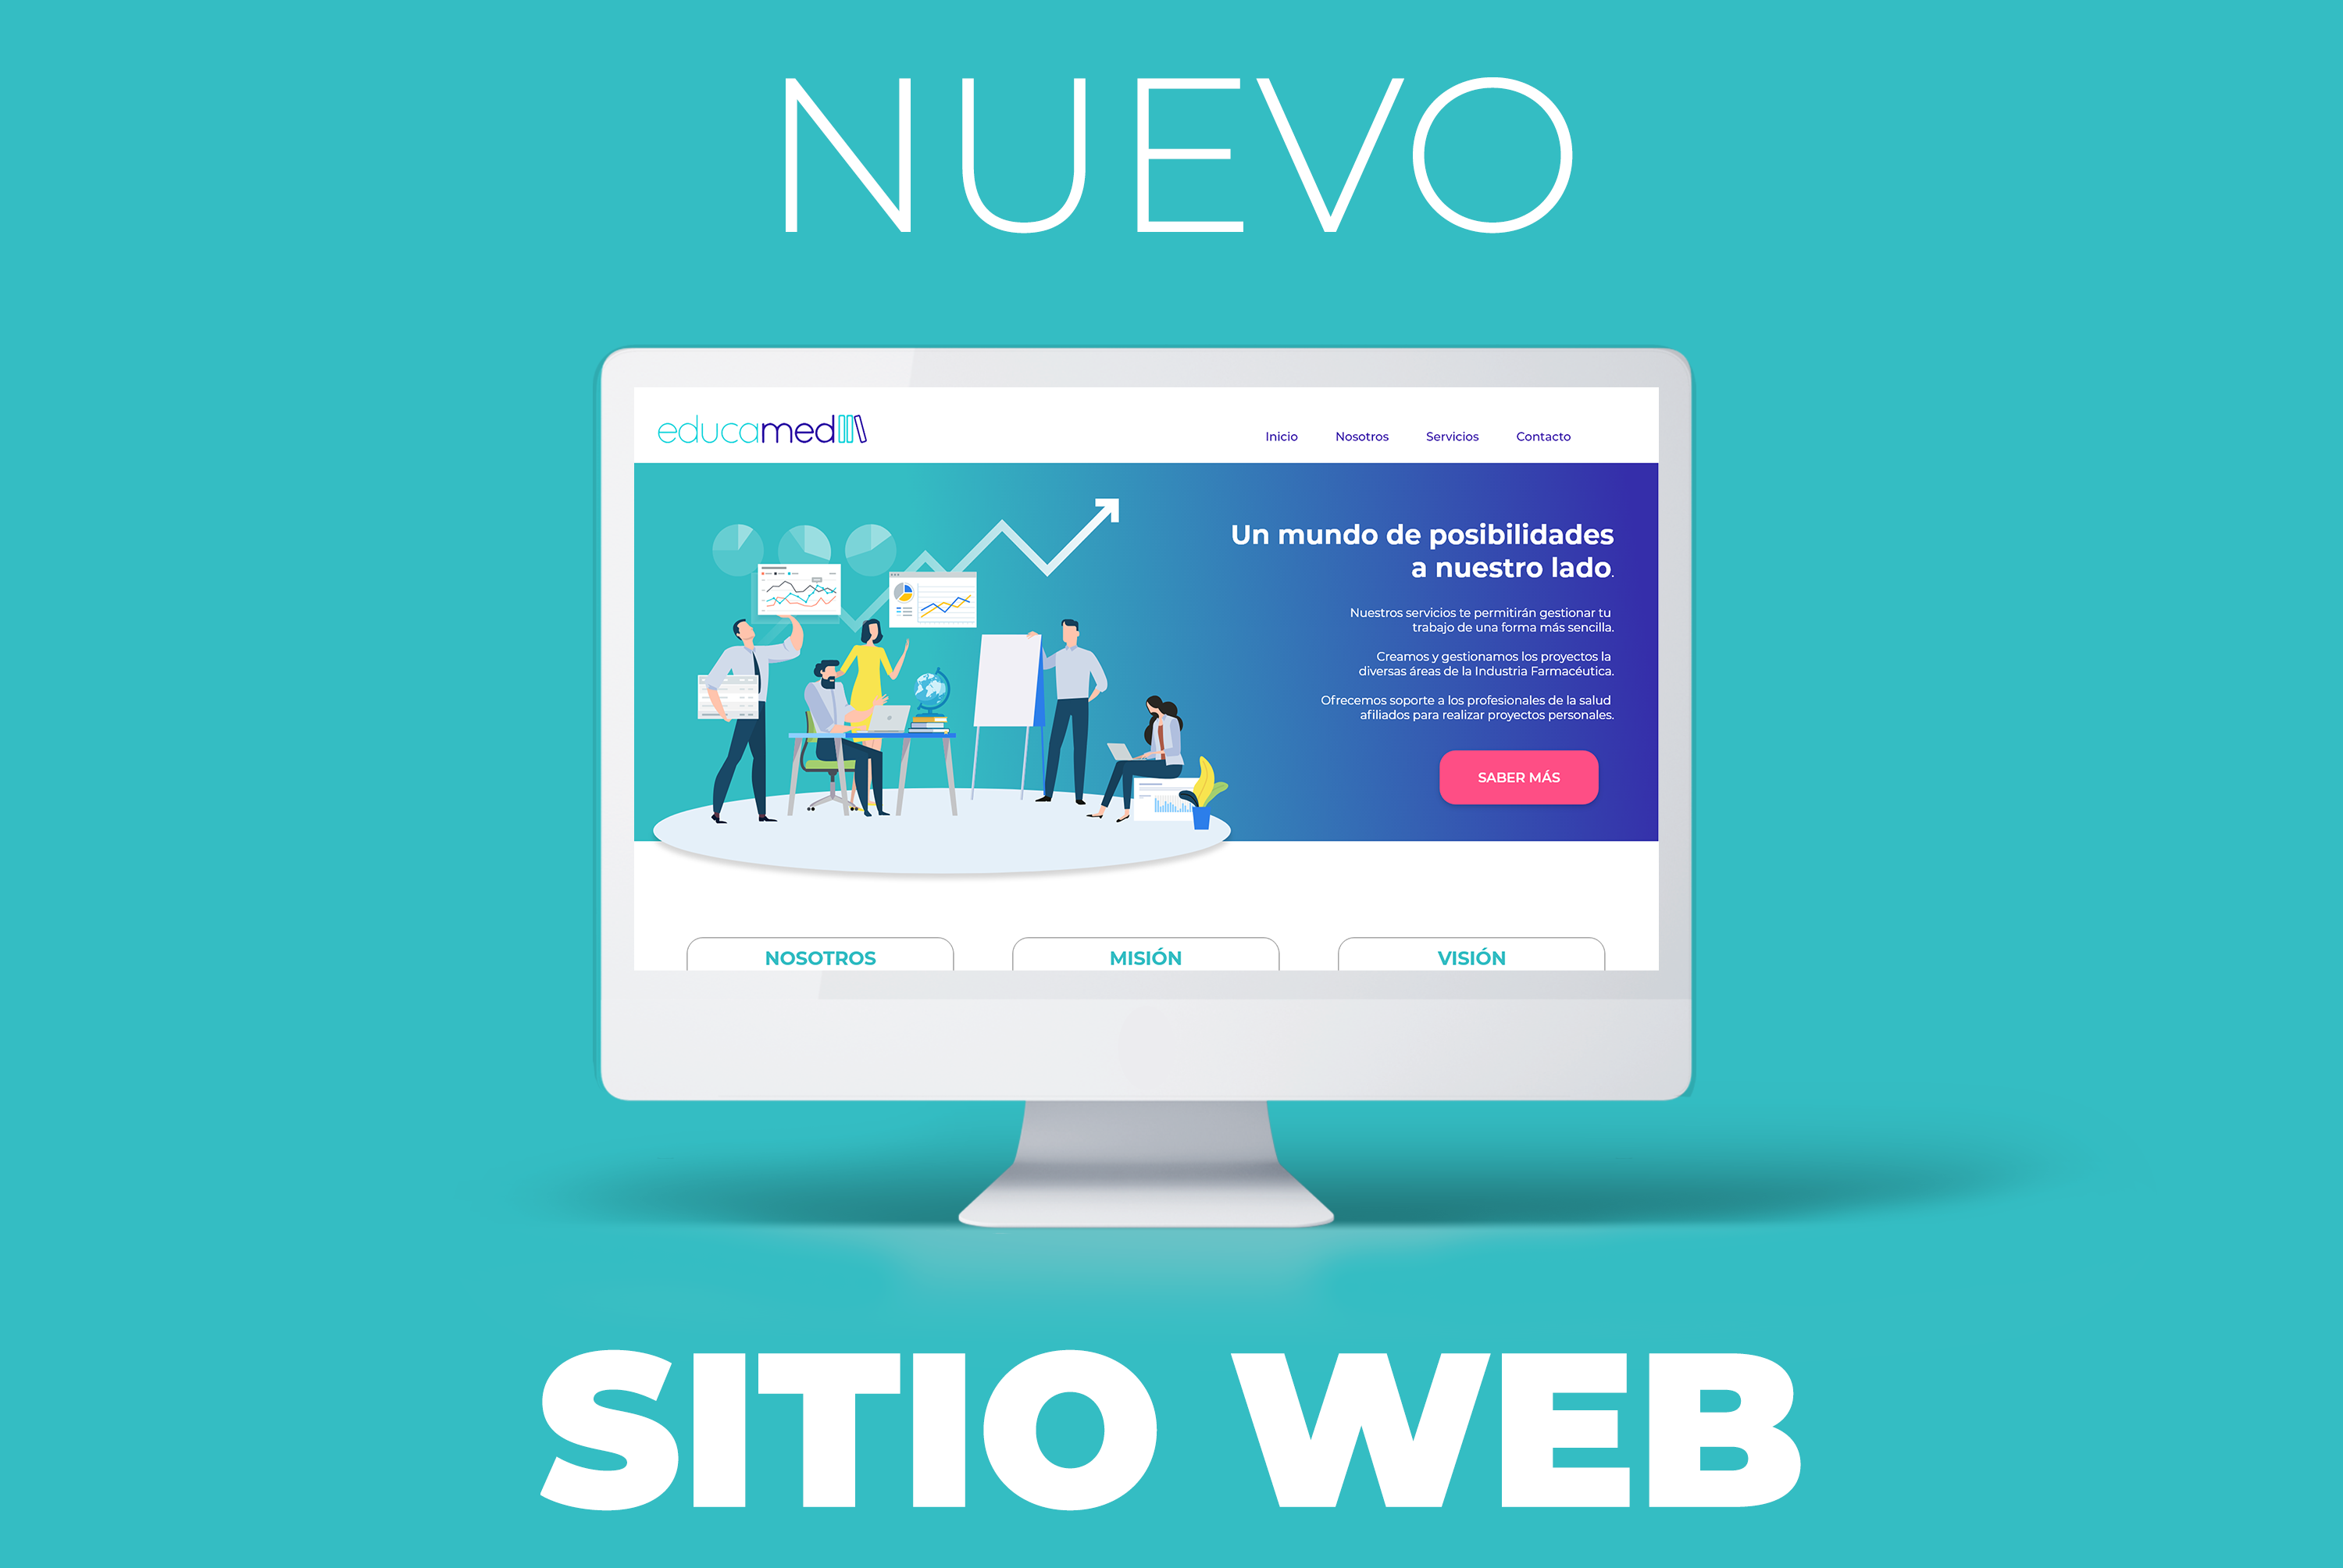 NUEVO
educamed
Inicio Nosotros Servicios Contacto
Un mundo de posibilidades
a nuestro lado.
Nuestros servicios te permitirán gestionar tu
trabajo de una forma más sencilla.
Creamos y gestionamos los proyectos la
diversas áreas de la Industria Farmacéutica.
Ofrecemos soporte a los profesionales de la salud
afiliados para realizar proyectos personales.
SABER MÁS
NOSOTROS MISIÓN VISIÓN
SITIO WEB